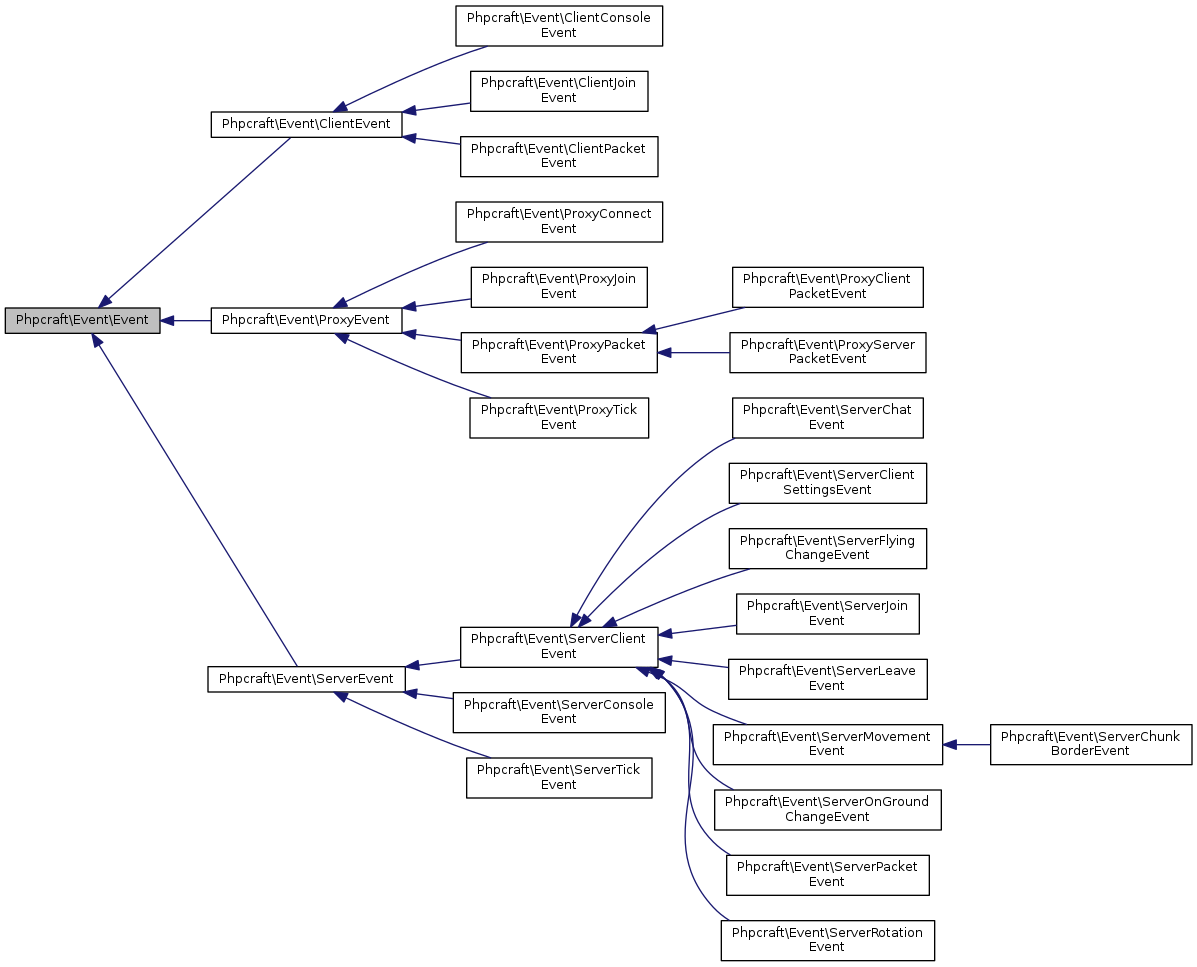 Phpcraft\Event\ClientConsole
Event
Phpcraft\Event\ClientJoin
Event
Phpcraft\Event\ClientEvent
Phpcraft\Event\ClientPacket
Event
Phpcraft\Event\ProxyConnect
Event
Phpcraft\Event\ProxyJoin
Event
Phpcraft\Event\ProxyClient
PacketEvent
Phpcraft\Event\Event
Phpcraft\Event\ProxyEvent
Phpcraft\Event\ProxyPacket
Event
Phpcraft\Event\ProxyServer
PacketEvent
Phpcraft\Event\ProxyTick
Event
Phpcraft\Event\ServerChat
Event
Phpcraft\Event\ServerClient
SettingsEvent
Phpcraft\Event\ServerFlying
ChangeEvent
Phpcraft\Event\ServerJoin
Event
Phpcraft\Event\ServerClient
Event
Phpcraft\Event\ServerEvent
Phpcraft\Event\ServerLeave
Event
Phpcraft\Event\ServerConsole
Event
Phpcraft\Event\ServerMovement
Event
Phpcraft\Event\ServerChunk
BorderEvent
Phpcraft\Event\ServerTick
Event
Phpcraft\Event\ServerOnGround
ChangeEvent
Phpcraft\Event\ServerPacket
Event
Phpcraft\Event\ServerRotation
Event